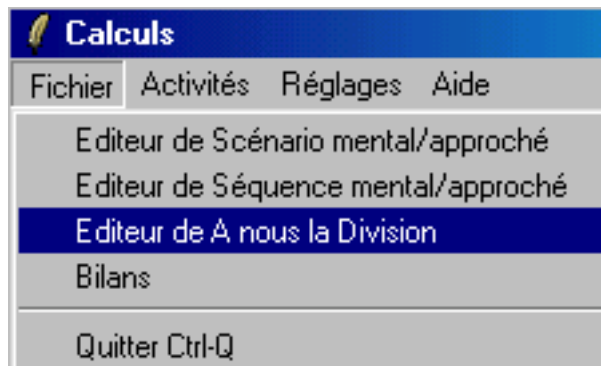 Calculs
Fichier Activités Réglages Aide
Editeur de Scénario mental/approché
Editeur de Séquence mental/approché
Editeur de A nous la Division
Bilans
Quitter Ctrl-Q